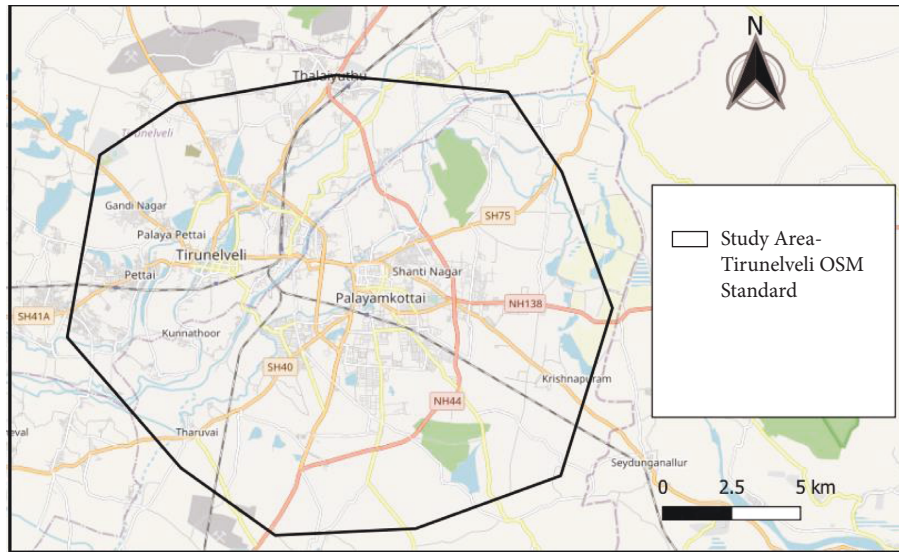 N
Thalaiyuthu
Tirunelveli
Gandi Nagar
SH75
Palaya Pettai
Tirunelveli
Shanti Nagar
Pettai
Palayamkottai
NH138
SH41A
Kunnathoor
SH40
Krishnapuram
NH44
Tharuvai
eval
Seydunganallur
Study Area-
Tirunelveli OSM
Standard
0 2.5 5 km